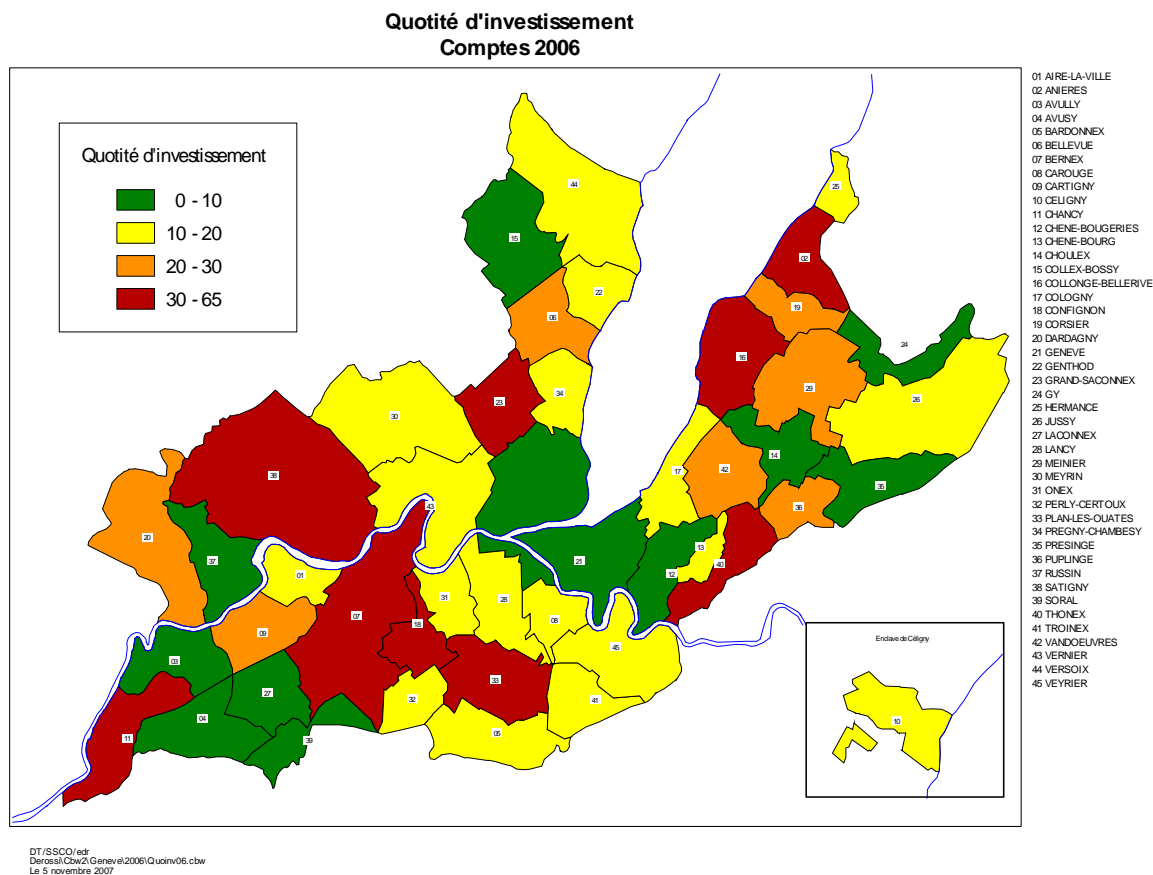 Quotité d'investissement
Comptes 2006
Quotité d'investissement
0 - 10
10 - 20
20 - 30
30 - 65
44
25
15
02
22
19
06
24
16
29
34
26
23
30
14
42
17
38
35
43
36
20
21
13
37
40
01
12
31
28
07
08
18
09
45
03
33
27
32
41
04
05
11
39
Enclave de Céligny
10
01 AIRE-LA-VILLE
02 ANIERES
03 AVULLY
04 AVUSY
05 BARDONNEX
06 BELLEVUE
07 BERNEX
08 CAROUGE
09 CARTIGNY
10 CELIGNY
11 CHANCY
12 CHENE-BOUGERIES
13 CHENE-BOURG
14 CHOULEX
15 COLLEX-BOSSY
16 COLLONGE-BELLERIVE
17 COLOGNY
18 CONFIGNON
19 CORSIER
20 DARDAGNY
21 GENEVE
22 GENTHOD
23 GRAND-SACONNEX
24 GY
25 HERMANCE
26 JUSSY
27 LACONNEX
28 LANCY
29 MEINIER
30 MEYRIN
31 ONEX
32 PERLY-CERTOUX
33 PLAN-LES-OUATES
34 PREGNY-CHAMBESY
35 PRESINGE
36 PUPLINGE
37 RUSSIN
38 SATIGNY
39 SORAL
40 THONEX
41 TROINEX
42 VANDOEUVRES
43 VERNIER
44 VERSOIX
45 VEYRIER
DT/SSCO/edr
Derossi\Cbw2\Geneve\2006\Quoinv06.cbw
Le 5 novembre 2007